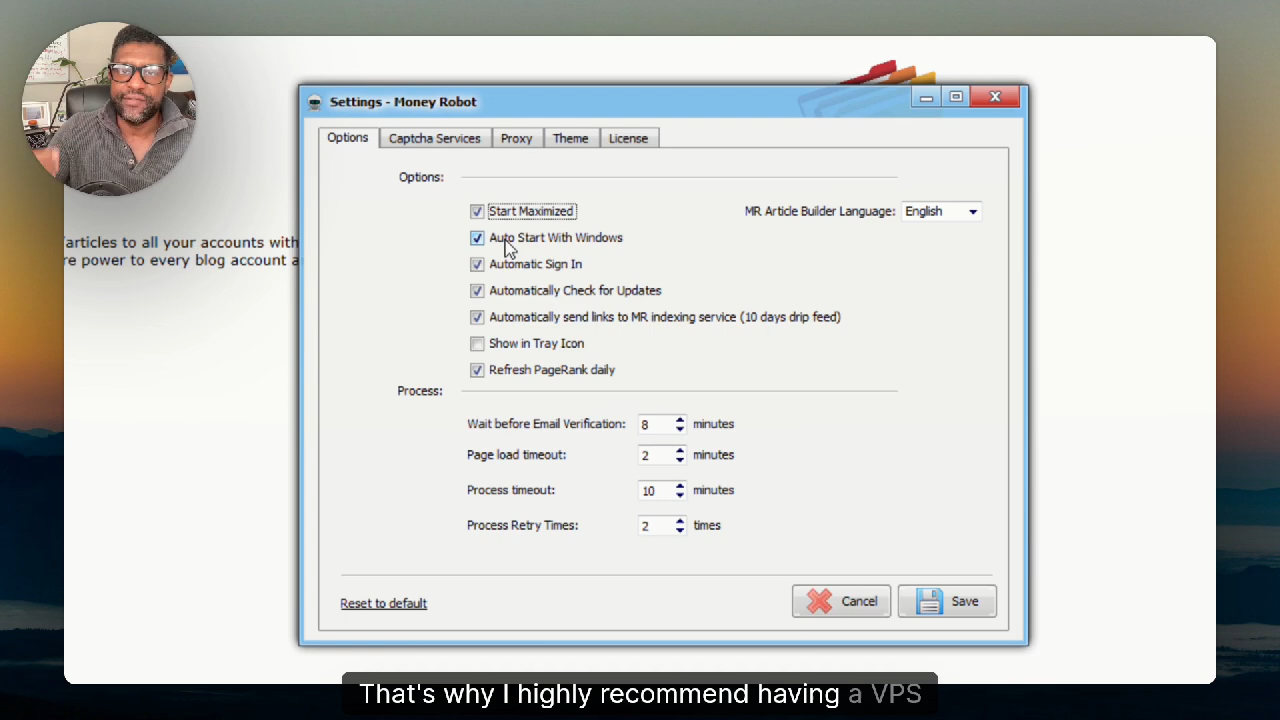 Settings - Money Robot
Options
Captcha Services
Proxy
Theme
License
Options:
Start Maximized
MR Article Builder Language:
English
Auto Start With Windows
Automatic Sign In
Automatically Check for Updates
Automatically send links to MR indexing service (10 days drip feed)
Show in Tray Icon
Refresh PageRank daily
Process:
Wait before Email Verification: 8 minutes
Page load timeout: 2 minutes
Process timeout: 10 minutes
Process Retry Times: 2 times
Reset to default
Cancel
Save
articles to all your accounts with
re power to every blog account a
That's why I highly recommend having a VPS